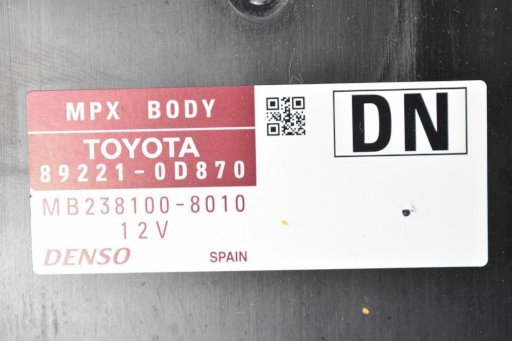 MPX BODY
DN
TOYOTA
89221-0D870
MB238100-8010
12V
DENSO
SPAIN